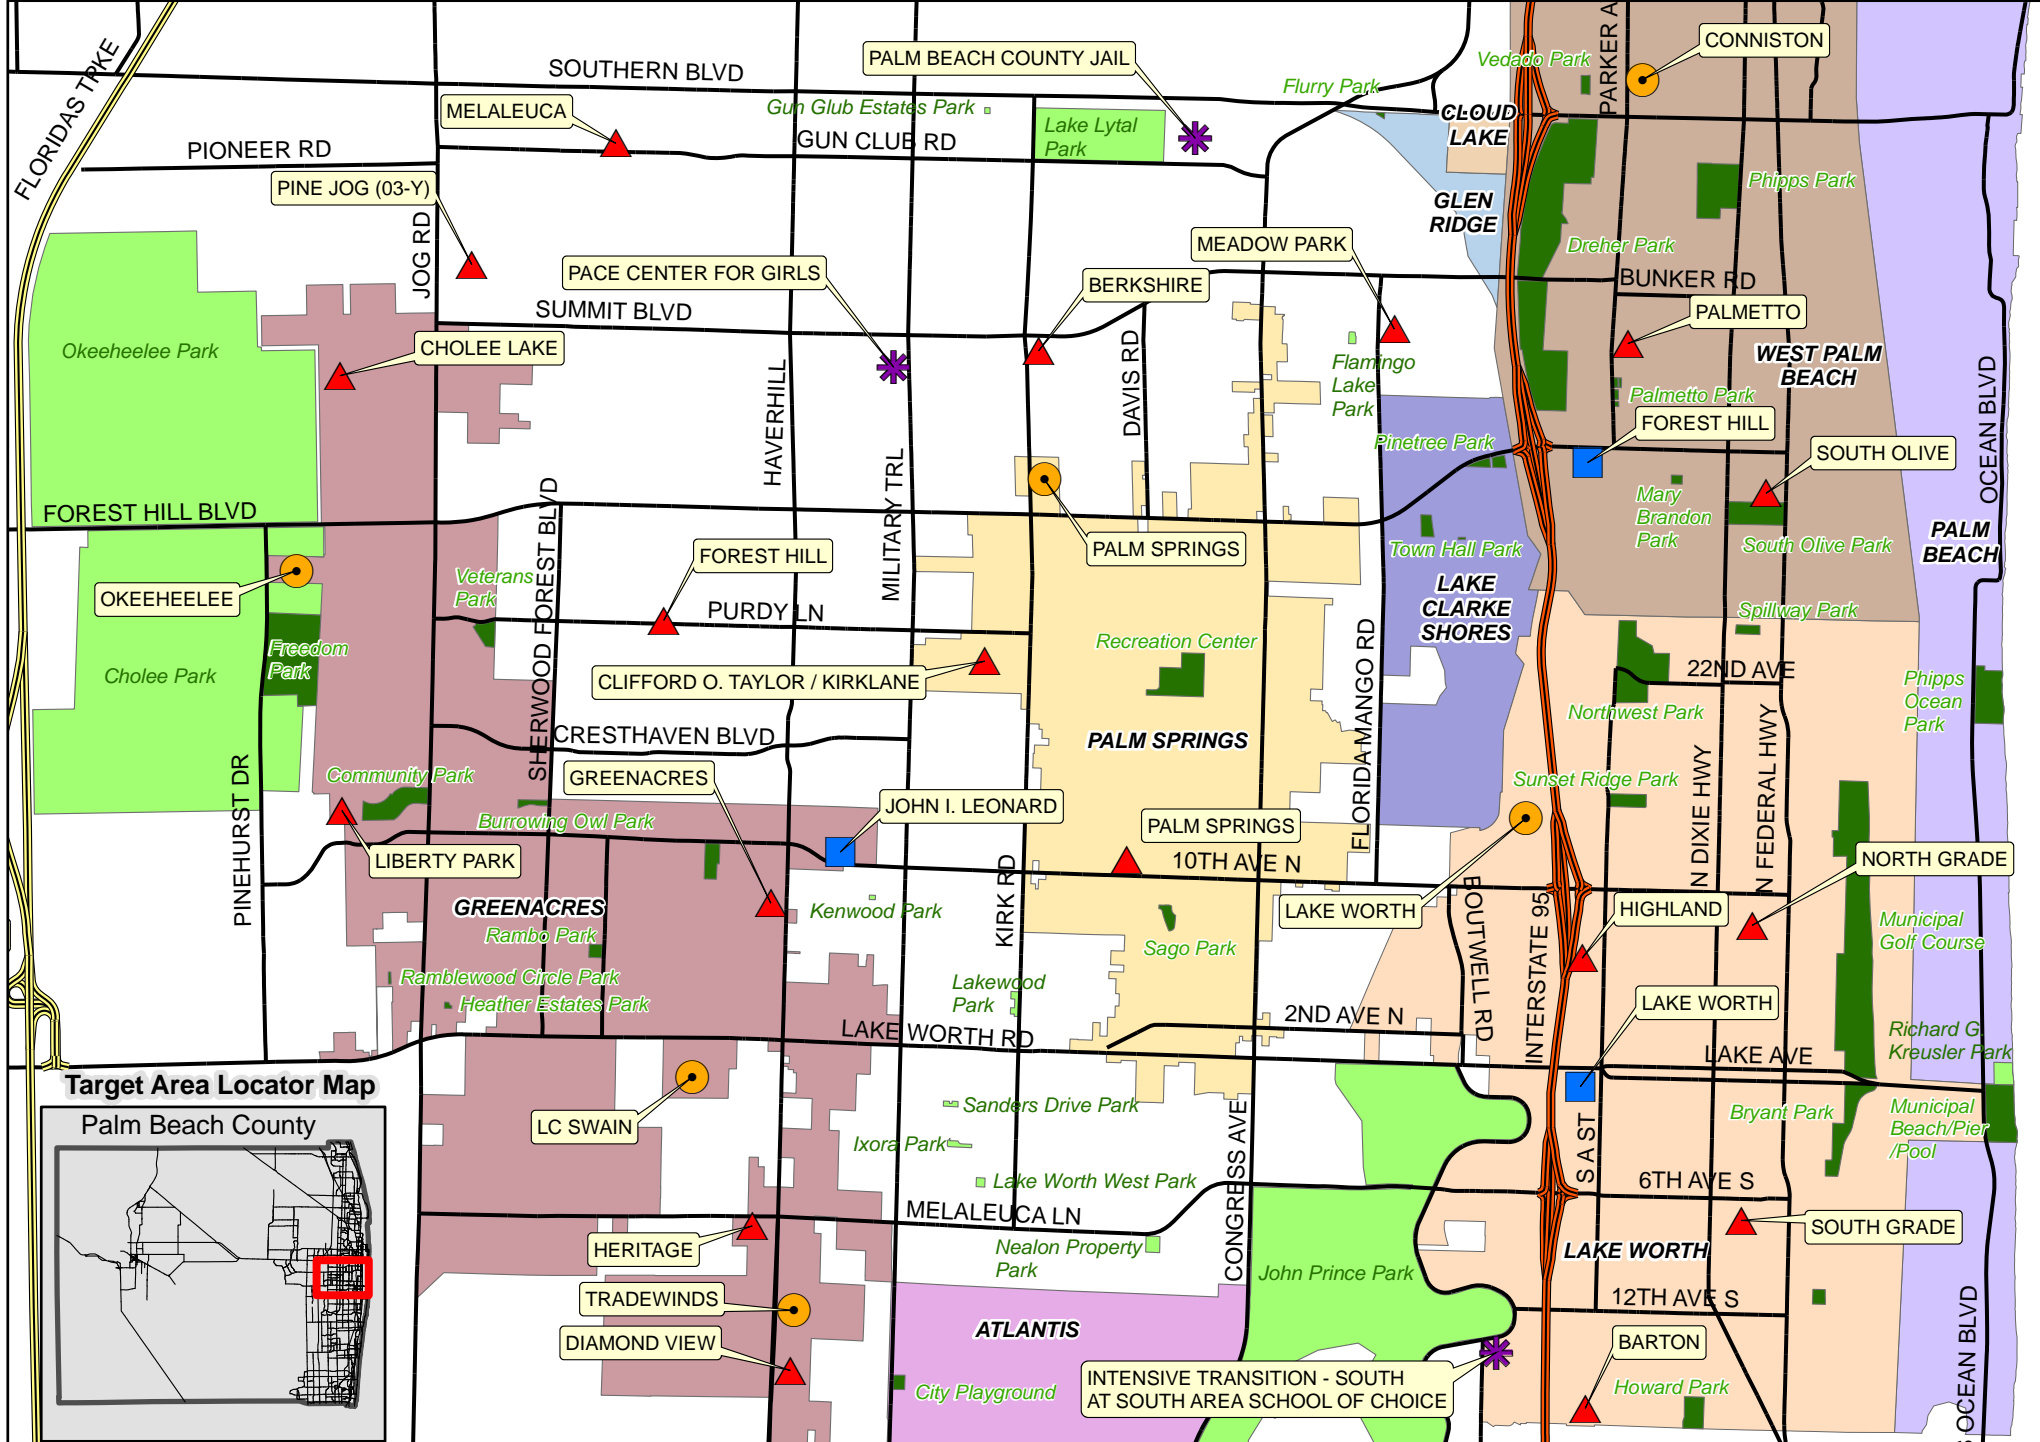 FLORIDAS TPKE
SOUTHERN BLVD
PALM BEACH COUNTY JAIL
Vedado Park
PARKER A
CONNISTON
MELALEUCA
Gun Glub Estates Park
Flurry Park
CLOUD
LAKE
Lake Lytal
Park
PIONEER RD
GUN CLUB RD
PINE JOG (03-Y)
JOG RD
GLEN
RIDGE
Phipps Park
MEADOW PARK
Dreher Park
PACE CENTER FOR GIRLS
BERKSHIRE
BUNKER RD
SUMMIT BLVD
PALMETTO
Okeeheelee Park
CHOLEE LAKE
DAVIS RD
Flamingo
Lake
Park
WEST PALM
BEACH
HAVERHILL
Palmetto Park
OCEAN BLVD
FOREST HILL
Pinetree Park
SOUTH OLIVE
FOREST HILL BLVD
SHERWOOD FOREST BLVD
MILITARY TRL
Mary
Brandon
Park
PALM SPRINGS
Town Hall Park
South Olive Park
PALM
BEACH
FOREST HILL
OKEEHEELEE
Veterans
Park
LAKE
CLARKE
SHORES
PURDY LN
Spillway Park
Freedom
Park
Recreation Center
FLORIDA MANGO RD
Cholee Park
CLIFFORD O. TAYLOR / KIRKLANE
22ND AVE
Phipps
Ocean
Park
Northwest Park
CRESTHAVEN BLVD
PALM SPRINGS
PINEHURST DR
Community Park
GREENACRES
N DIXIE HWY
N FEDERAL HWY
Sunset Ridge Park
JOHN I. LEONARD
Burrowing Owl Park
PALM SPRINGS
LIBERTY PARK
10TH AVE N
NORTH GRADE
KIRK RD
GREENACRES
Kenwood Park
LAKE WORTH
BOUTWELL RD
INTERSTATE 95
HIGHLAND
Municipal
Golf Course
Rambo Park
Sago Park
Ramblewood Circle Park
Heather Estates Park
Lakewood
Park
LAKE WORTH
2ND AVE N
LAKE WORTH RD
Richard G.
Kreusler Park
LAKE AVE
Target Area Locator Map
Palm Beach County
LC SWAIN
Sanders Drive Park
Ixora Park
CONGRESS AVE
S A ST
Bryant Park
Municipal
Beach/Pier
/Pool
Lake Worth West Park
6TH AVE S
MELALEUCA LN
SOUTH GRADE
HERITAGE
Nealon Property
Park
LAKE WORTH
John Prince Park
TRADEWINDS
12TH AVE S
ATLANTIS
DIAMOND VIEW
BARTON
INTENSIVE TRANSITION - SOUTH
AT SOUTH AREA SCHOOL OF CHOICE
City Playground
Howard Park
S OCEAN BLVD